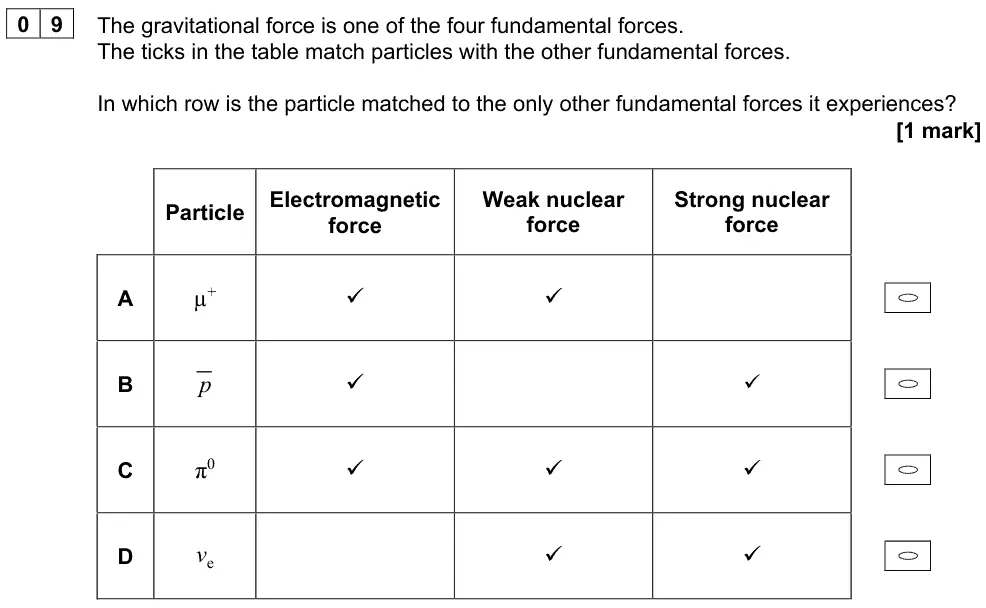 0 9 The gravitational force is one of the four fundamental forces.
The ticks in the table match particles with the other fundamental forces.
In which row is the particle matched to the only other fundamental forces it experiences?
[1 mark]
Particle Electromagnetic force Weak nuclear force Strong nuclear force
A μ⁺ ✓ ✓
B p̅ ✓ ✓
C π⁰ ✓ ✓ ✓
D νₑ ✓ ✓